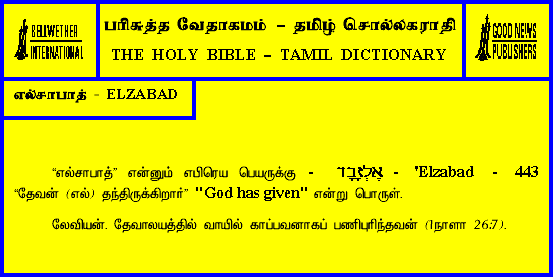 BELLWETHER
INTERNATIONAL
பரிசுத்த வேதாகமம் – தமிழ் சொல்லகராதி
THE HOLY BIBLE – TAMIL DICTIONARY
GOOD NEWS
PUBLISHERS
எல்சாபாத் - ELZABAD
“எல்சாபாத்” என்னும் எபிரெய பெயருக்கு - אֶלְזָבָד - 'Elzabad - 443
“தேவன் (எல்) தந்திருக்கிறார்” "God has given" என்று பொருள்.
லேவியன். தேவாலயத்தில் வாயில் காப்பவனாகப் பணிபுரிந்தவன் (1நாளா 26:7).